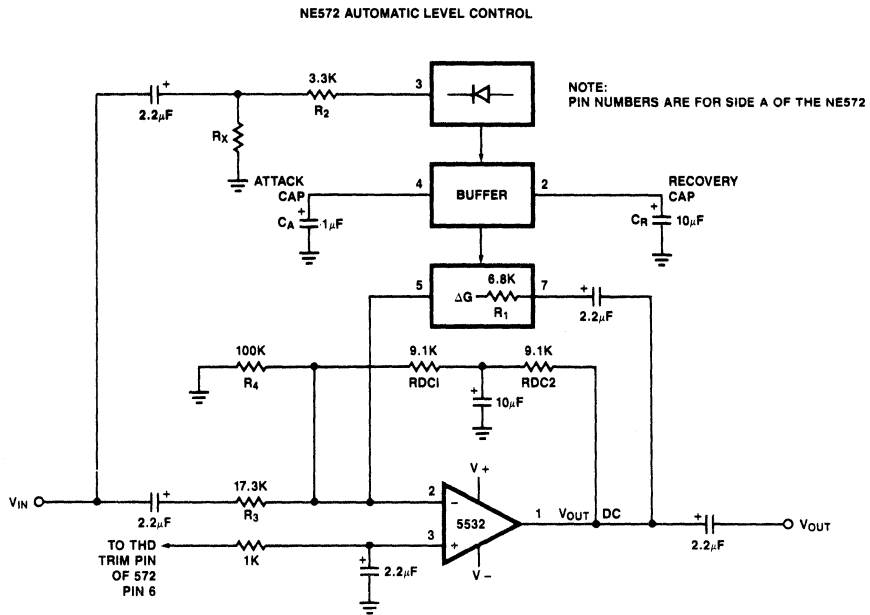 NE572 AUTOMATIC LEVEL CONTROL
3.3K
3
2.2µF
R2
RX
NOTE:
PIN NUMBERS ARE FOR SIDE A OF THE NE572
ATTACK
CAP
4
BUFFER
2
RECOVERY
CAP
+
CA
.1µF
+
CR
10µF
5
ΔG
6.8K
R1
7
+
2.2µF
100K
R4
9.1K
RDC1
9.1K
RDC2
+
10µF
VIN
+
2.2µF
17.3K
R3
2
−
V+
5532
1
VOUT DC
+
2.2µF
VOUT
3
+
V−
TO THD
TRIM PIN
OF 572
PIN 6
1K
+
2.2µF